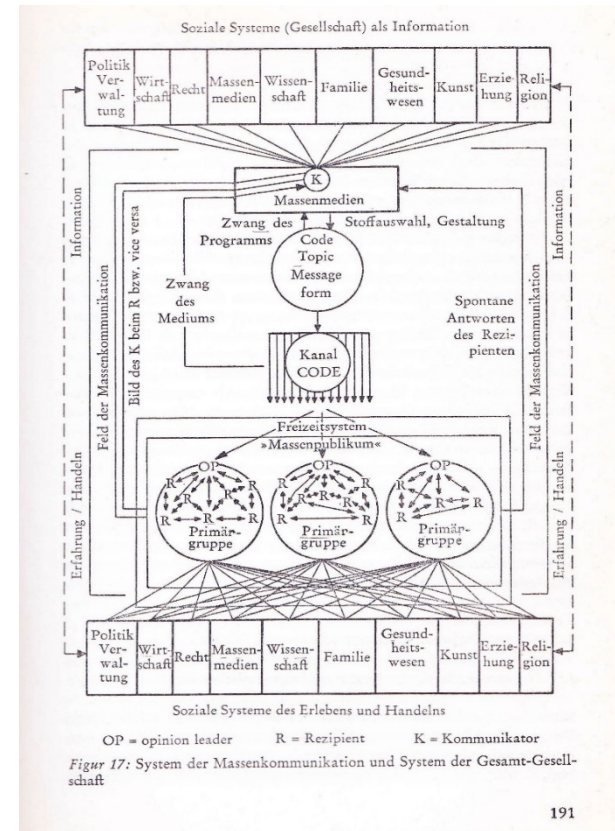 Soziale Systeme (Gesellschaft) als Information
Politik
Ver-
wal-
tung
Wirt-
schaft
Recht
Massen-
medien
Wissen-
schaft
Familie
Gesund-
heits-
wesen
Kunst
Erzie-
hung
Reli-
gion
K
Massenmedien
Zwang des
Programms
Stoffauswahl, Gestaltung
Code
Topic
Message
form
Information
Feld der Massenkommunikation
Bild des K beim R bzw. vice versa
Zwang
des
Mediums
Spontane
Antworten
des Rezi-
pienten
Feld der Massenkommunikation
Information
Kanal
CODE
Freizeitsystem
»Massenpublikum«
Erfahrung / Handeln
Erfahrung / Handeln
OP
R R
R R
R R R
Primär-
gruppe
OP
R R
R R
R R
Primär-
gruppe
OP
R R R
R
Primär-
gruppe
Politik
Ver-
wal-
tung
Wirt-
schaft
Recht
Massen-
medien
Wissen-
schaft
Familie
Gesund-
heits-
wesen
Kunst
Erzie-
hung
Reli-
gion
Soziale Systeme des Erlebens und Handelns
OP = opinion leader R = Rezipient K = Kommunikator
Figur 17: System der Massenkommunikation und System der Gesamt-Gesell-
schaft
191